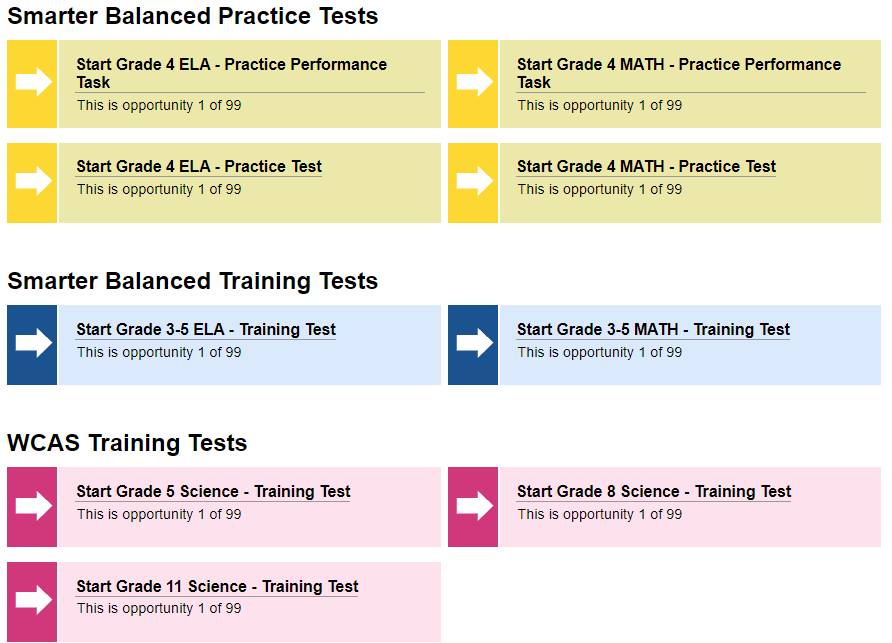 Smarter Balanced Practice Tests
Start Grade 4 ELA - Practice Performance
Task
This is opportunity 1 of 99
Start Grade 4 MATH - Practice Performance
Task
This is opportunity 1 of 99
Start Grade 4 ELA - Practice Test
This is opportunity 1 of 99
Start Grade 4 MATH - Practice Test
This is opportunity 1 of 99
Smarter Balanced Training Tests
Start Grade 3-5 ELA - Training Test
This is opportunity 1 of 99
Start Grade 3-5 MATH - Training Test
This is opportunity 1 of 99
WCAS Training Tests
Start Grade 5 Science - Training Test
This is opportunity 1 of 99
Start Grade 8 Science - Training Test
This is opportunity 1 of 99
Start Grade 11 Science - Training Test
This is opportunity 1 of 99